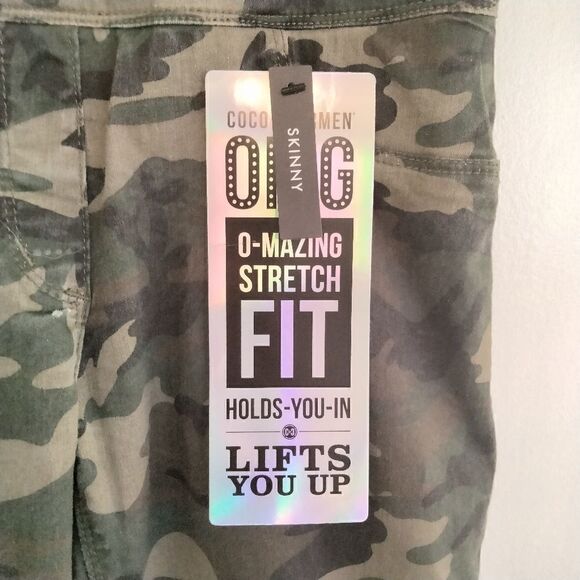 COCO
SKINNY
O-MAZING
STRETCH
FIT
HOLDS-YOU-IN
LIFTS
YOU UP